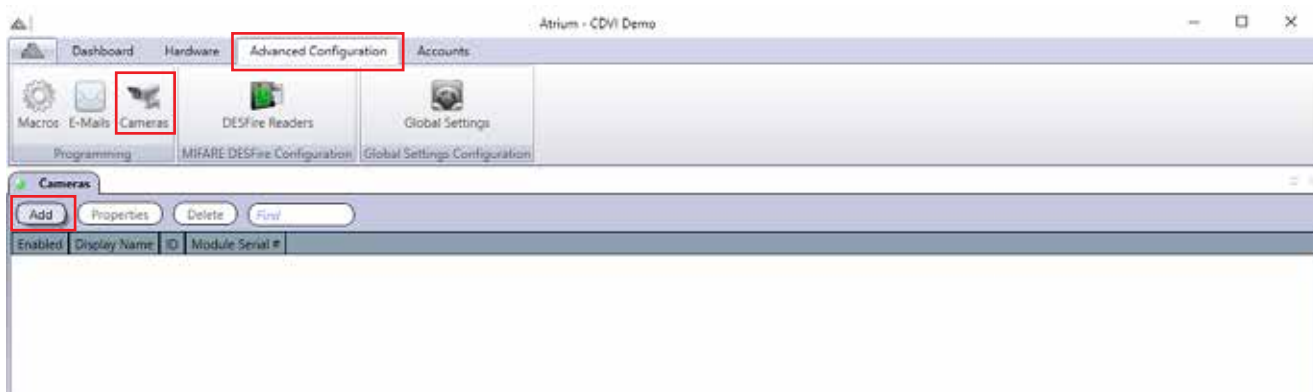 Atrium - CDVI Demo
Dashboard Hardware Advanced Configuration Accounts
Macros E-Mails Cameras DESFire Readers Global Settings
Programming MIFARE DESFire Configuration Global Settings Configuration
Cameras
Add Properties Delete Find
Enabled Display Name ID Module Serial #